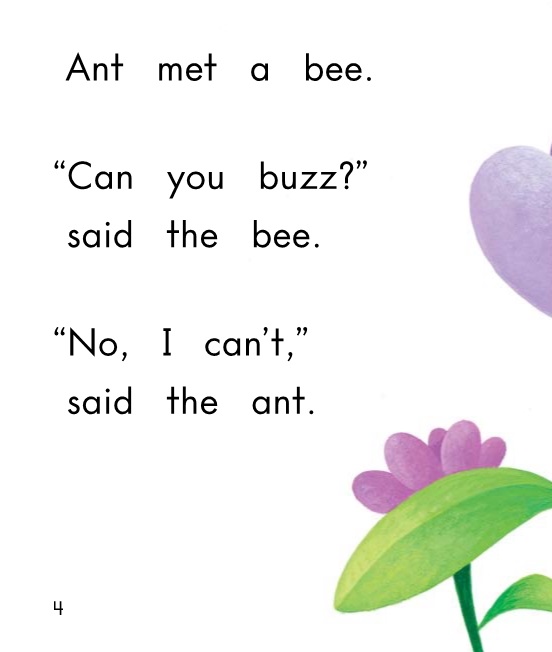 Ant met a bee.
“Can you buzz?”
said the bee.
“No, I can’t,”
said the ant.
4